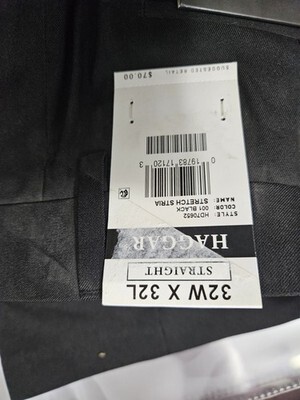 32W X 32L
STRAIGHT
HAGGAR
STYLE: HD70652
COLOR: 001 BLACK
NAME: STRETCH STRIA
0 19783 17120 3
SUGGESTED RETAIL
$70.00